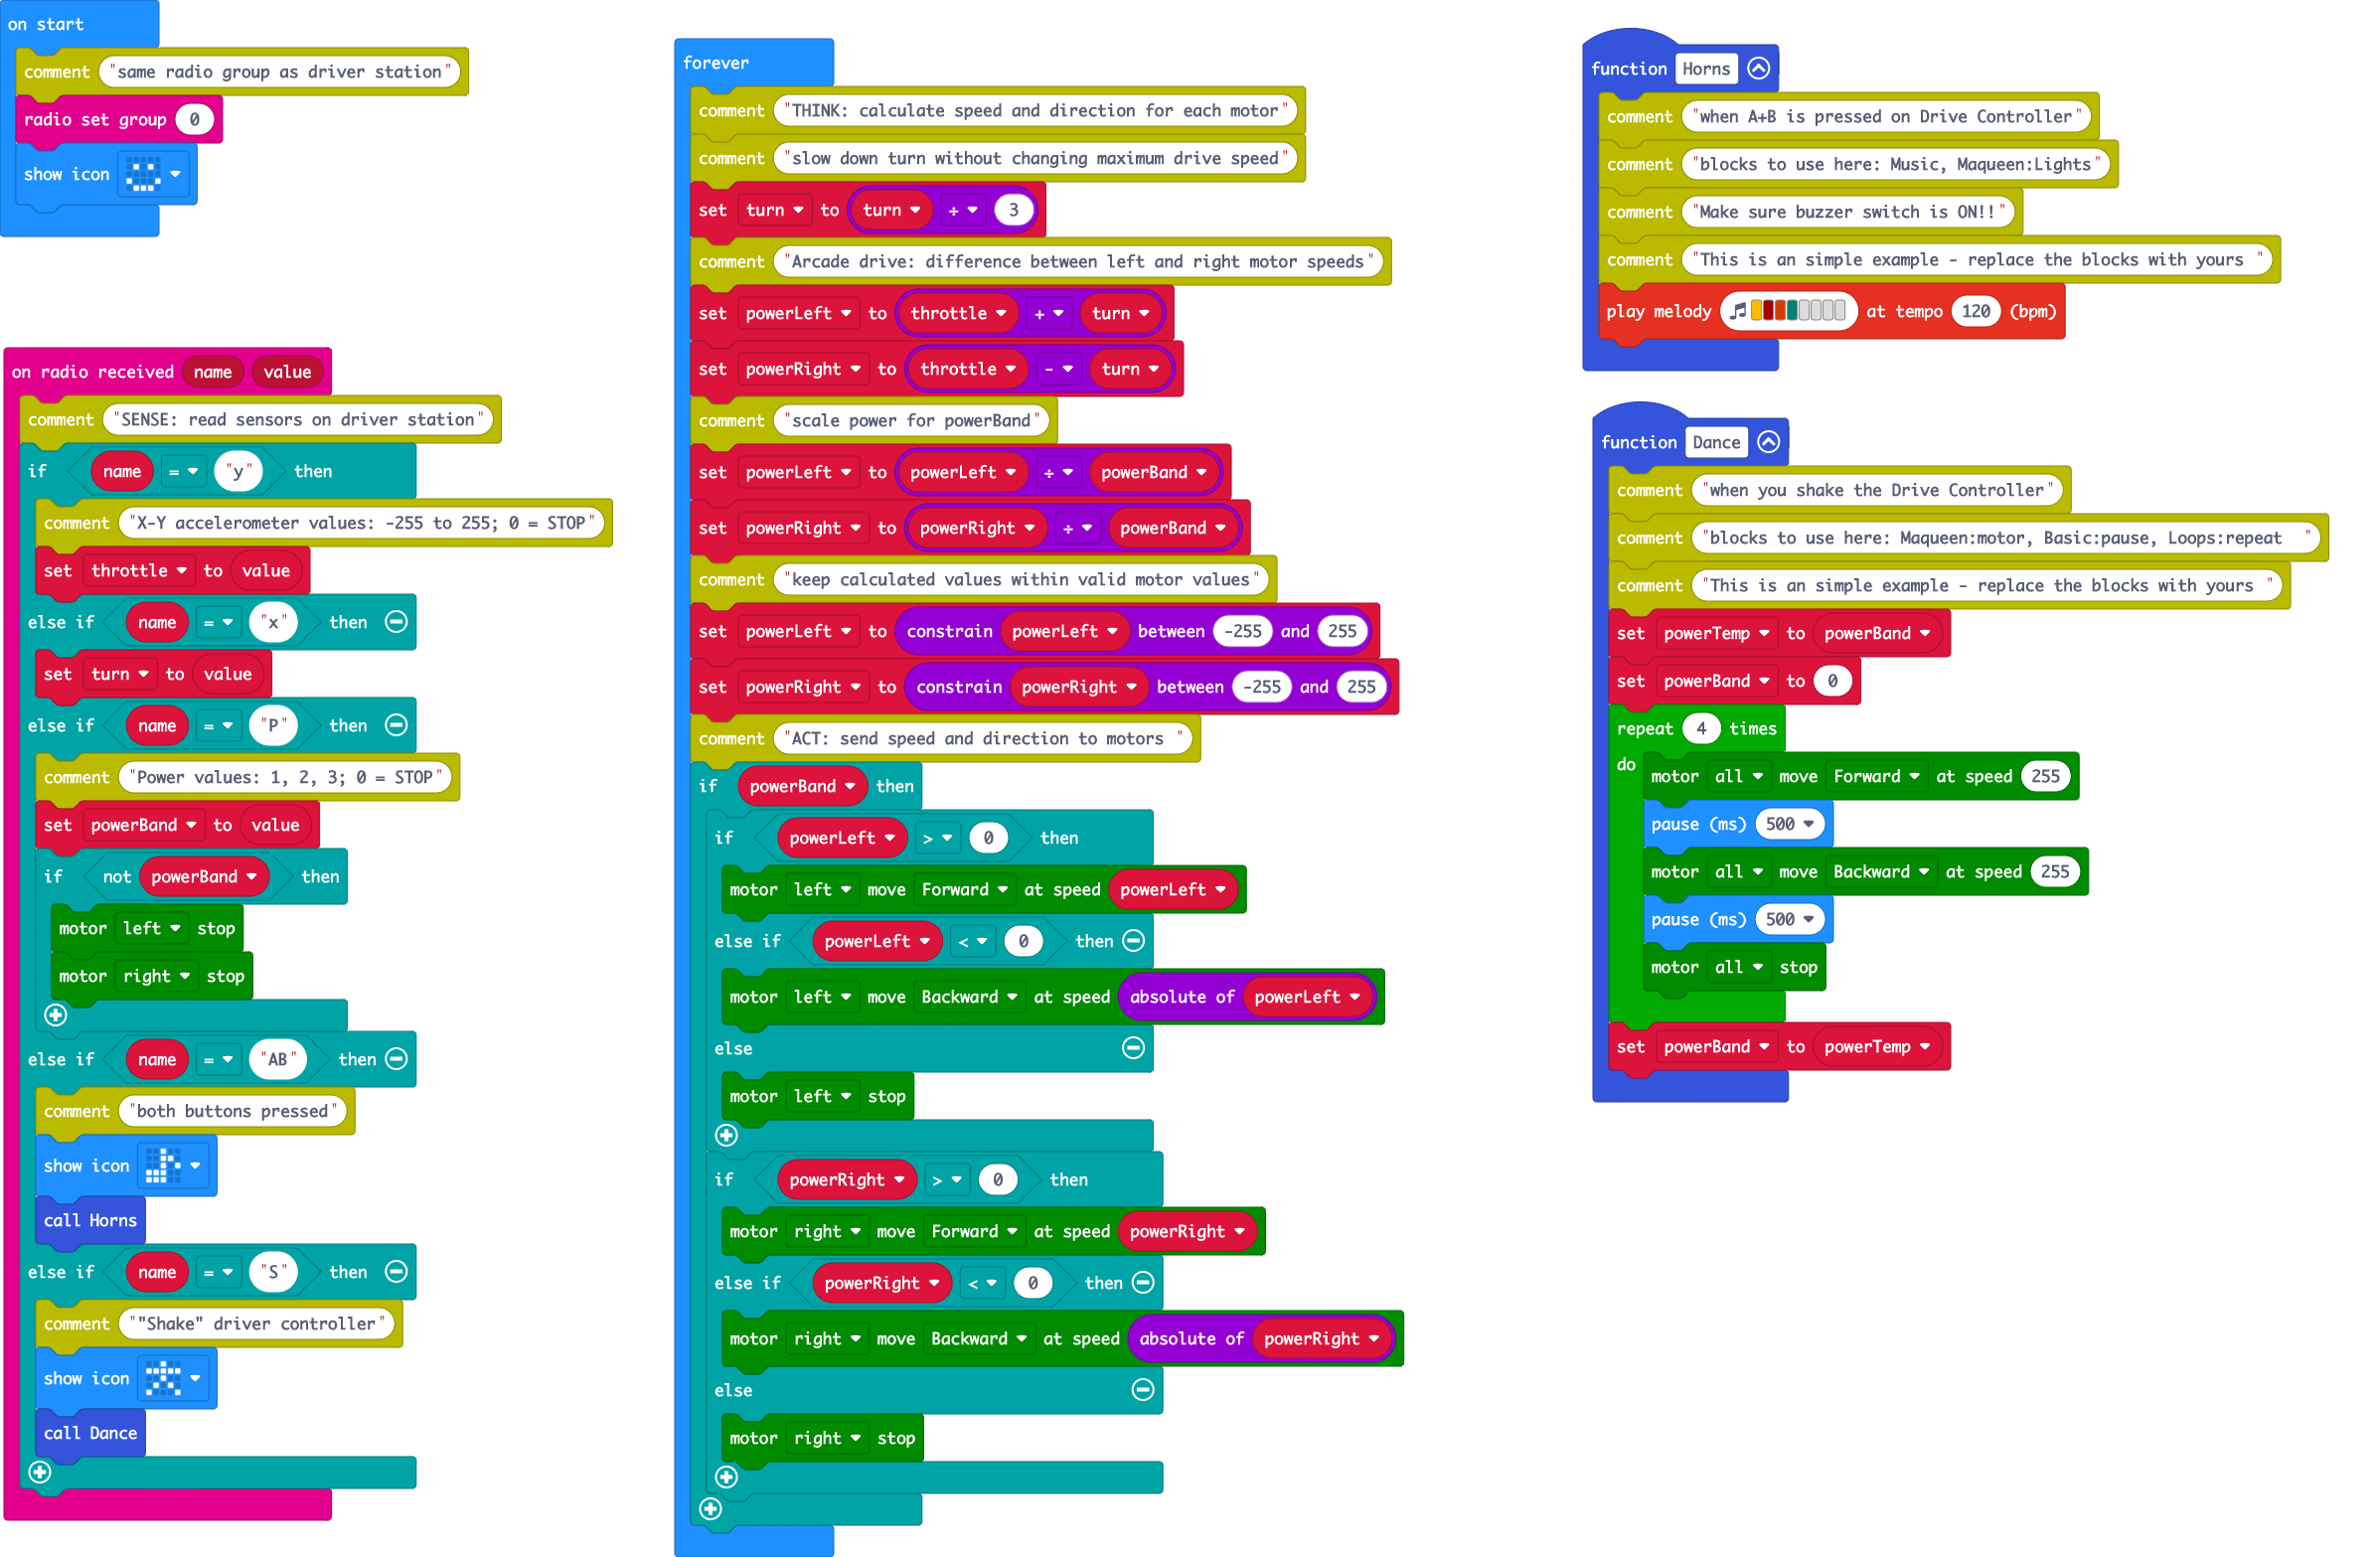 on start
comment "same radio group as driver station"
radio set group 0
show icon
on radio received name value
comment "SENSE: read sensors on driver station"
if name = "y" then
comment "X-Y accelerometer values: -255 to 255; 0 = STOP"
set throttle to value
else if name = "x" then
set turn to value
else if name = "P" then
comment "Power values: 1, 2, 3; 0 = STOP"
set powerBand to value
if not powerBand then
motor left stop
motor right stop
else if name = "AB" then
comment "both buttons pressed"
show icon
call Horns
else if name = "S" then
comment ""Shake" driver controller"
show icon
call Dance
forever
comment "THINK: calculate speed and direction for each motor"
comment "slow down turn without changing maximum drive speed"
set turn to turn ÷ 3
comment "Arcade drive: difference between left and right motor speeds"
set powerLeft to throttle + turn
set powerRight to throttle - turn
comment "scale power for powerBand"
set powerLeft to powerLeft ÷ powerBand
set powerRight to powerRight ÷ powerBand
comment "keep calculated values within valid motor values"
set powerLeft to constrain powerLeft between -255 and 255
set powerRight to constrain powerRight between -255 and 255
comment "ACT: send speed and direction to motors "
if powerBand then
if powerLeft > 0 then
motor left move Forward at speed powerLeft
else if powerLeft < 0 then
motor left move Backward at speed absolute of powerLeft
else
motor left stop
if powerRight > 0 then
motor right move Forward at speed powerRight
else if powerRight < 0 then
motor right move Backward at speed absolute of powerRight
else
motor right stop
function Horns
comment "when A+B is pressed on Drive Controller"
comment "blocks to use here: Music, Maqueen:Lights"
comment "Make sure buzzer switch is ON!!"
comment "This is an simple example - replace the blocks with yours "
play melody at tempo 120 (bpm)
function Dance
comment "when you shake the Drive Controller"
comment "blocks to use here: Maqueen:motor, Basic:pause, Loops:repeat "
comment "This is an simple example - replace the blocks with yours "
set powerTemp to powerBand
set powerBand to 0
repeat 4 times
do motor all move Forward at speed 255
pause (ms) 500
motor all move Backward at speed 255
pause (ms) 500
motor all stop
set powerBand to powerTemp